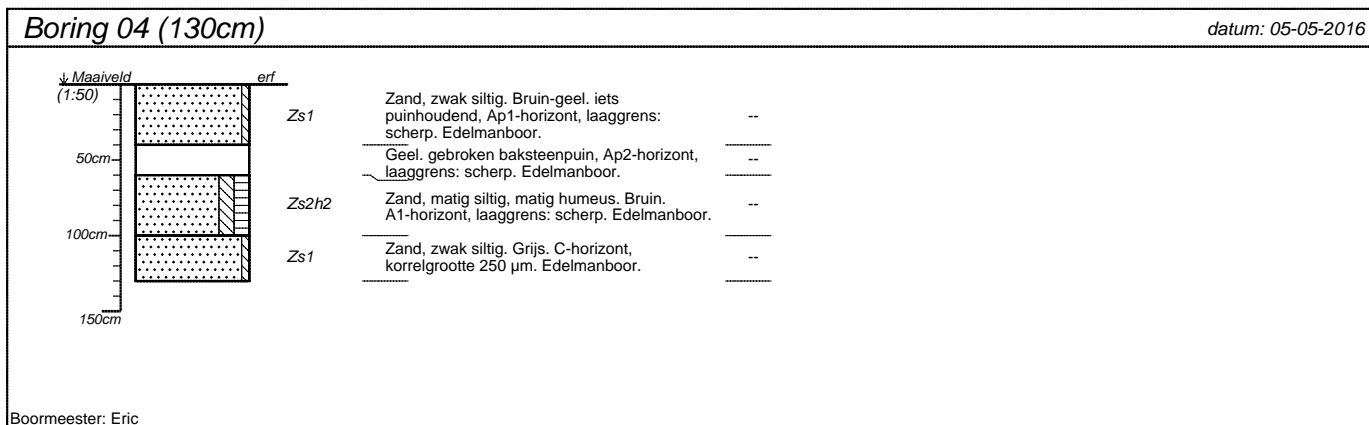 Boring 04 (130cm)
datum: 05-05-2016
Maaiveld
erf
(1:50)
Zs1
Zand, zwak siltig. Bruin-geel. iets
puinhoudend, Ap1-horizont, laaggrens:
scherp. Edelmanboor.
--
50cm
Geel. gebroken baksteenpuin, Ap2-horizont,
laaggrens: scherp. Edelmanboor.
--
Zs2h2
Zand, matig siltig, matig humeus. Bruin.
A1-horizont, laaggrens: scherp. Edelmanboor.
--
100cm
Zs1
Zand, zwak siltig. Grijs. C-horizont,
korrelgrootte 250 µm. Edelmanboor.
--
150cm
Boormeester: Eric